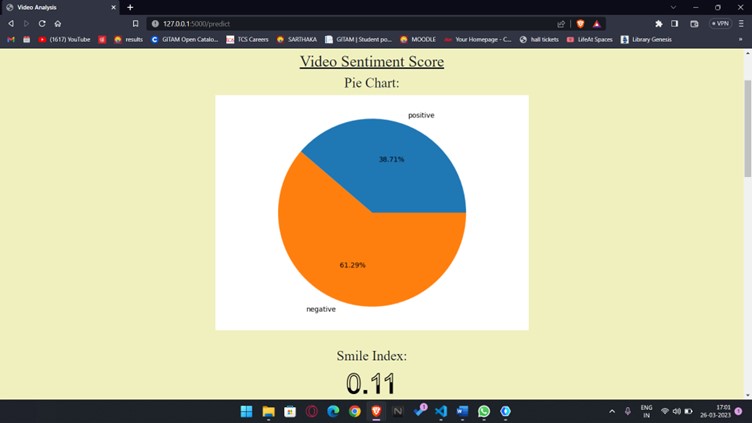 Video Analysis
127.0.0.1:5000/predict
VPN
(1617) YouTube
results
GITAM Open Catalo...
TCS Careers
SARTHAKA
GITAM | Student po...
MOODLE
Your Homepage - C...
hall tickets
LifeAt Spaces
Library Genesis
Video Sentiment Score
Pie Chart:
positive
38.71%
61.29%
negative
Smile Index:
0.11
ENG
IN
17:01
26-03-2023